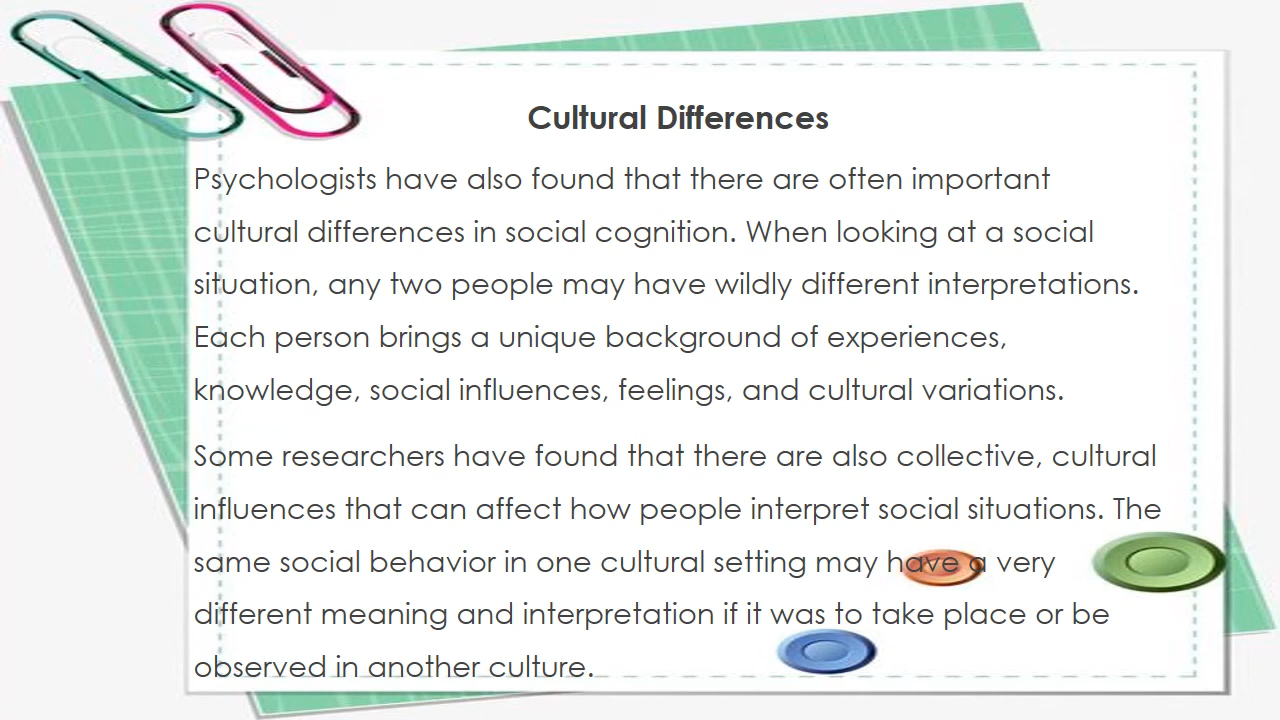 Cultural Differences
Psychologists have also found that there are often important
cultural differences in social cognition. When looking at a social
situation, any two people may have wildly different interpretations.
Each person brings a unique background of experiences,
knowledge, social influences, feelings, and cultural variations.
Some researchers have found that there are also collective, cultural
influences that can affect how people interpret social situations. The
same social behavior in one cultural setting may have a very
different meaning and interpretation if it was to take place or be
observed in another culture.